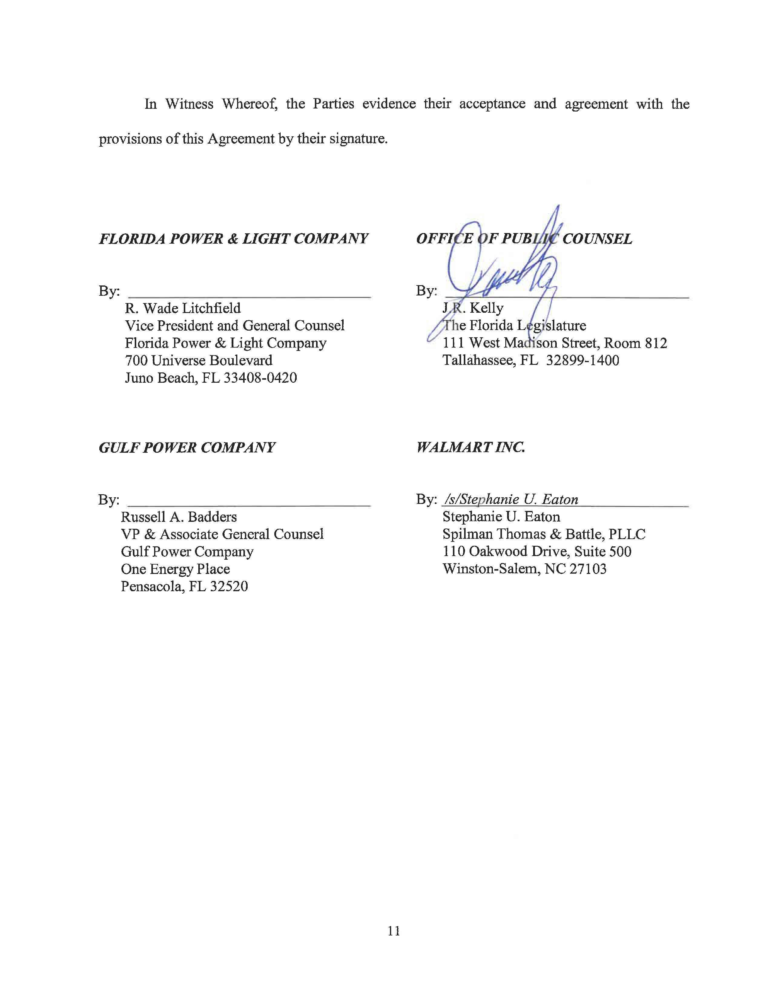 In Witness Whereof, the Parties evidence their acceptance and agreement with the
provisions of this Agreement by their signature.
FLORIDA POWER & LIGHT COMPANY
By:
R. Wade Litchfield
Vice President and General Counsel
Florida Power & Light Company
700 Universe Boulevard
Juno Beach, FL 33408-0420
OFFICE OF PUBLIC COUNSEL
By:
J.R. Kelly
The Florida Legislature
111 West Madison Street, Room 812
Tallahassee, FL 32899-1400
GULF POWER COMPANY
By:
Russell A. Badders
VP & Associate General Counsel
Gulf Power Company
One Energy Place
Pensacola, FL 32520
WALMART INC.
By: /s/Stephanie U. Eaton
Stephanie U. Eaton
Spilman Thomas & Battle, PLLC
110 Oakwood Drive, Suite 500
Winston-Salem, NC 27103
11